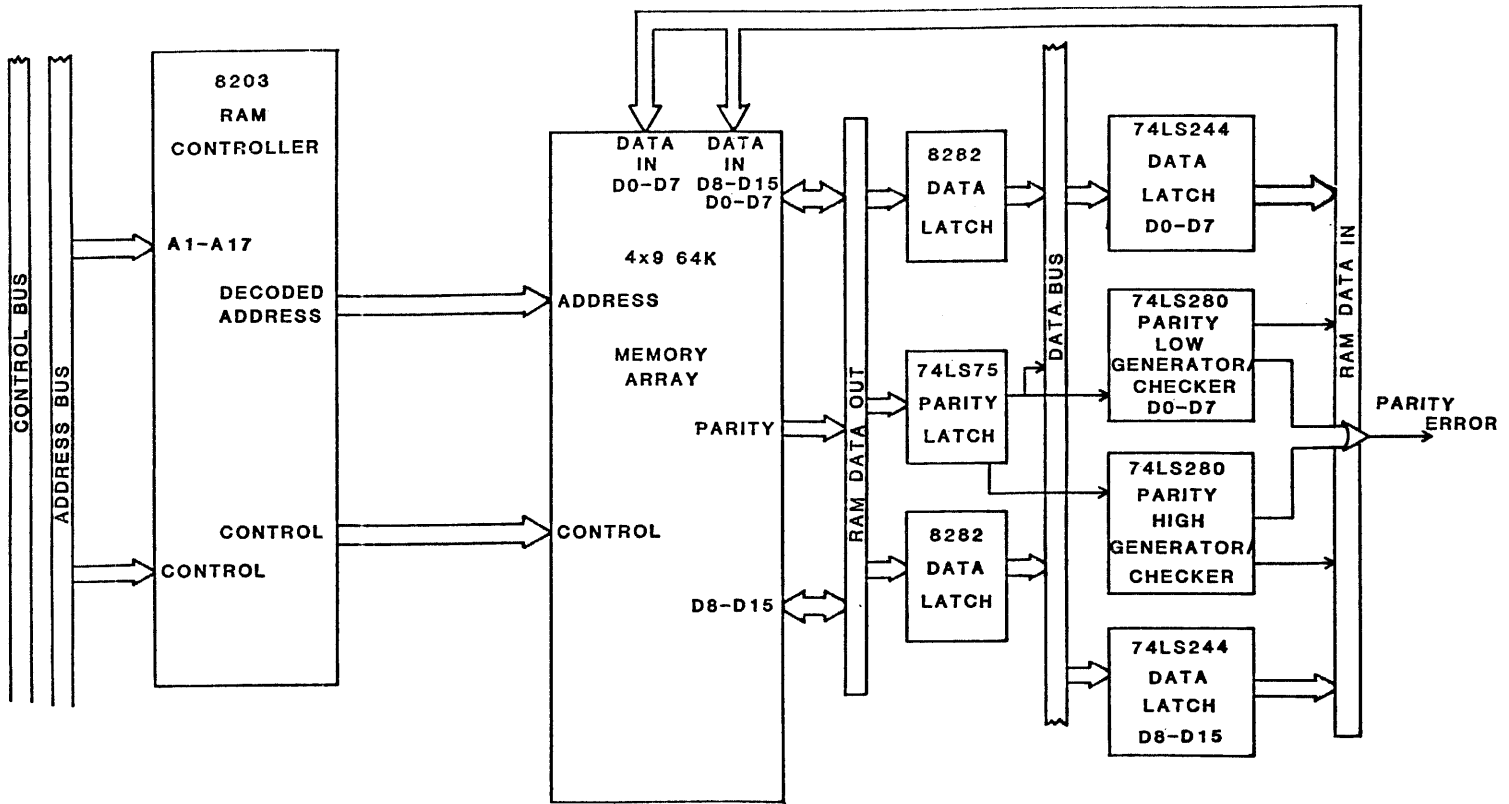 CONTROL BUS
ADDRESS BUS
8203
RAM
CONTROLLER
A1-A17
DECODED
ADDRESS
CONTROL
CONTROL
DATA
IN
D0-D7
DATA
IN
D8-D15
D0-D7
4x9 64K
ADDRESS
MEMORY
ARRAY
PARITY
CONTROL
D8-D15
RAM DATA OUT
8282
DATA
LATCH
74LS75
PARITY
LATCH
8282
DATA
LATCH
DATA BUS
74LS244
DATA
LATCH
D0-D7
74LS280
PARITY
LOW
GENERATOR/
CHECKER
D0-D7
74LS280
PARITY
HIGH
GENERATOR/
CHECKER
74LS244
DATA
LATCH
D8-D15
RAM DATA IN
PARITY
ERROR